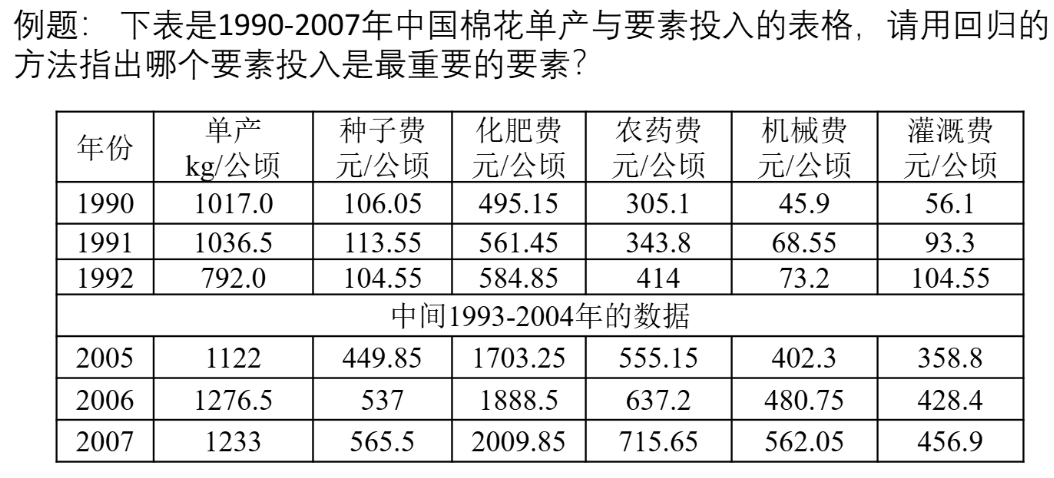 例题： 下表是1990-2007年中国棉花单产与要素投入的表格，请用回归的
方法指出哪个要素投入是最重要的要素？
年份 单产 种子费 化肥费 农药费 机械费 灌溉费
kg/公顷 元/公顷 元/公顷 元/公顷 元/公顷 元/公顷
1990 1017.0 106.05 495.15 305.1 45.9 56.1
1991 1036.5 113.55 561.45 343.8 68.55 93.3
1992 792.0 104.55 584.85 414 73.2 104.55
中间1993-2004年的数据
2005 1122 449.85 1703.25 555.15 402.3 358.8
2006 1276.5 537 1888.5 637.2 480.75 428.4
2007 1233 565.5 2009.85 715.65 562.05 456.9